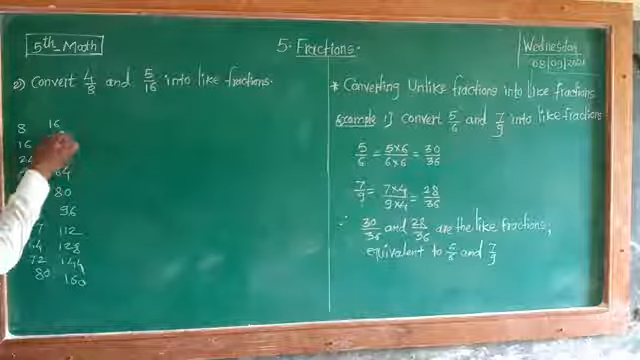 5th Math
5. Fractions.
Wednesday
2) Convert 4/8 and 5/16 into like fractions.
8 16
16
64
80
96
112
128
72 144
80 160
* Converting Unlike fractions into like fractions
Example :1] Convert 5/6 and 7/9 into like fractions
5/6 = 5×6/6×6 = 30/36
7/9 = 7×4/9×4 = 28/36
∴ 30/36 and 28/36 are the like fractions,
equivalent to 5/6 and 7/9